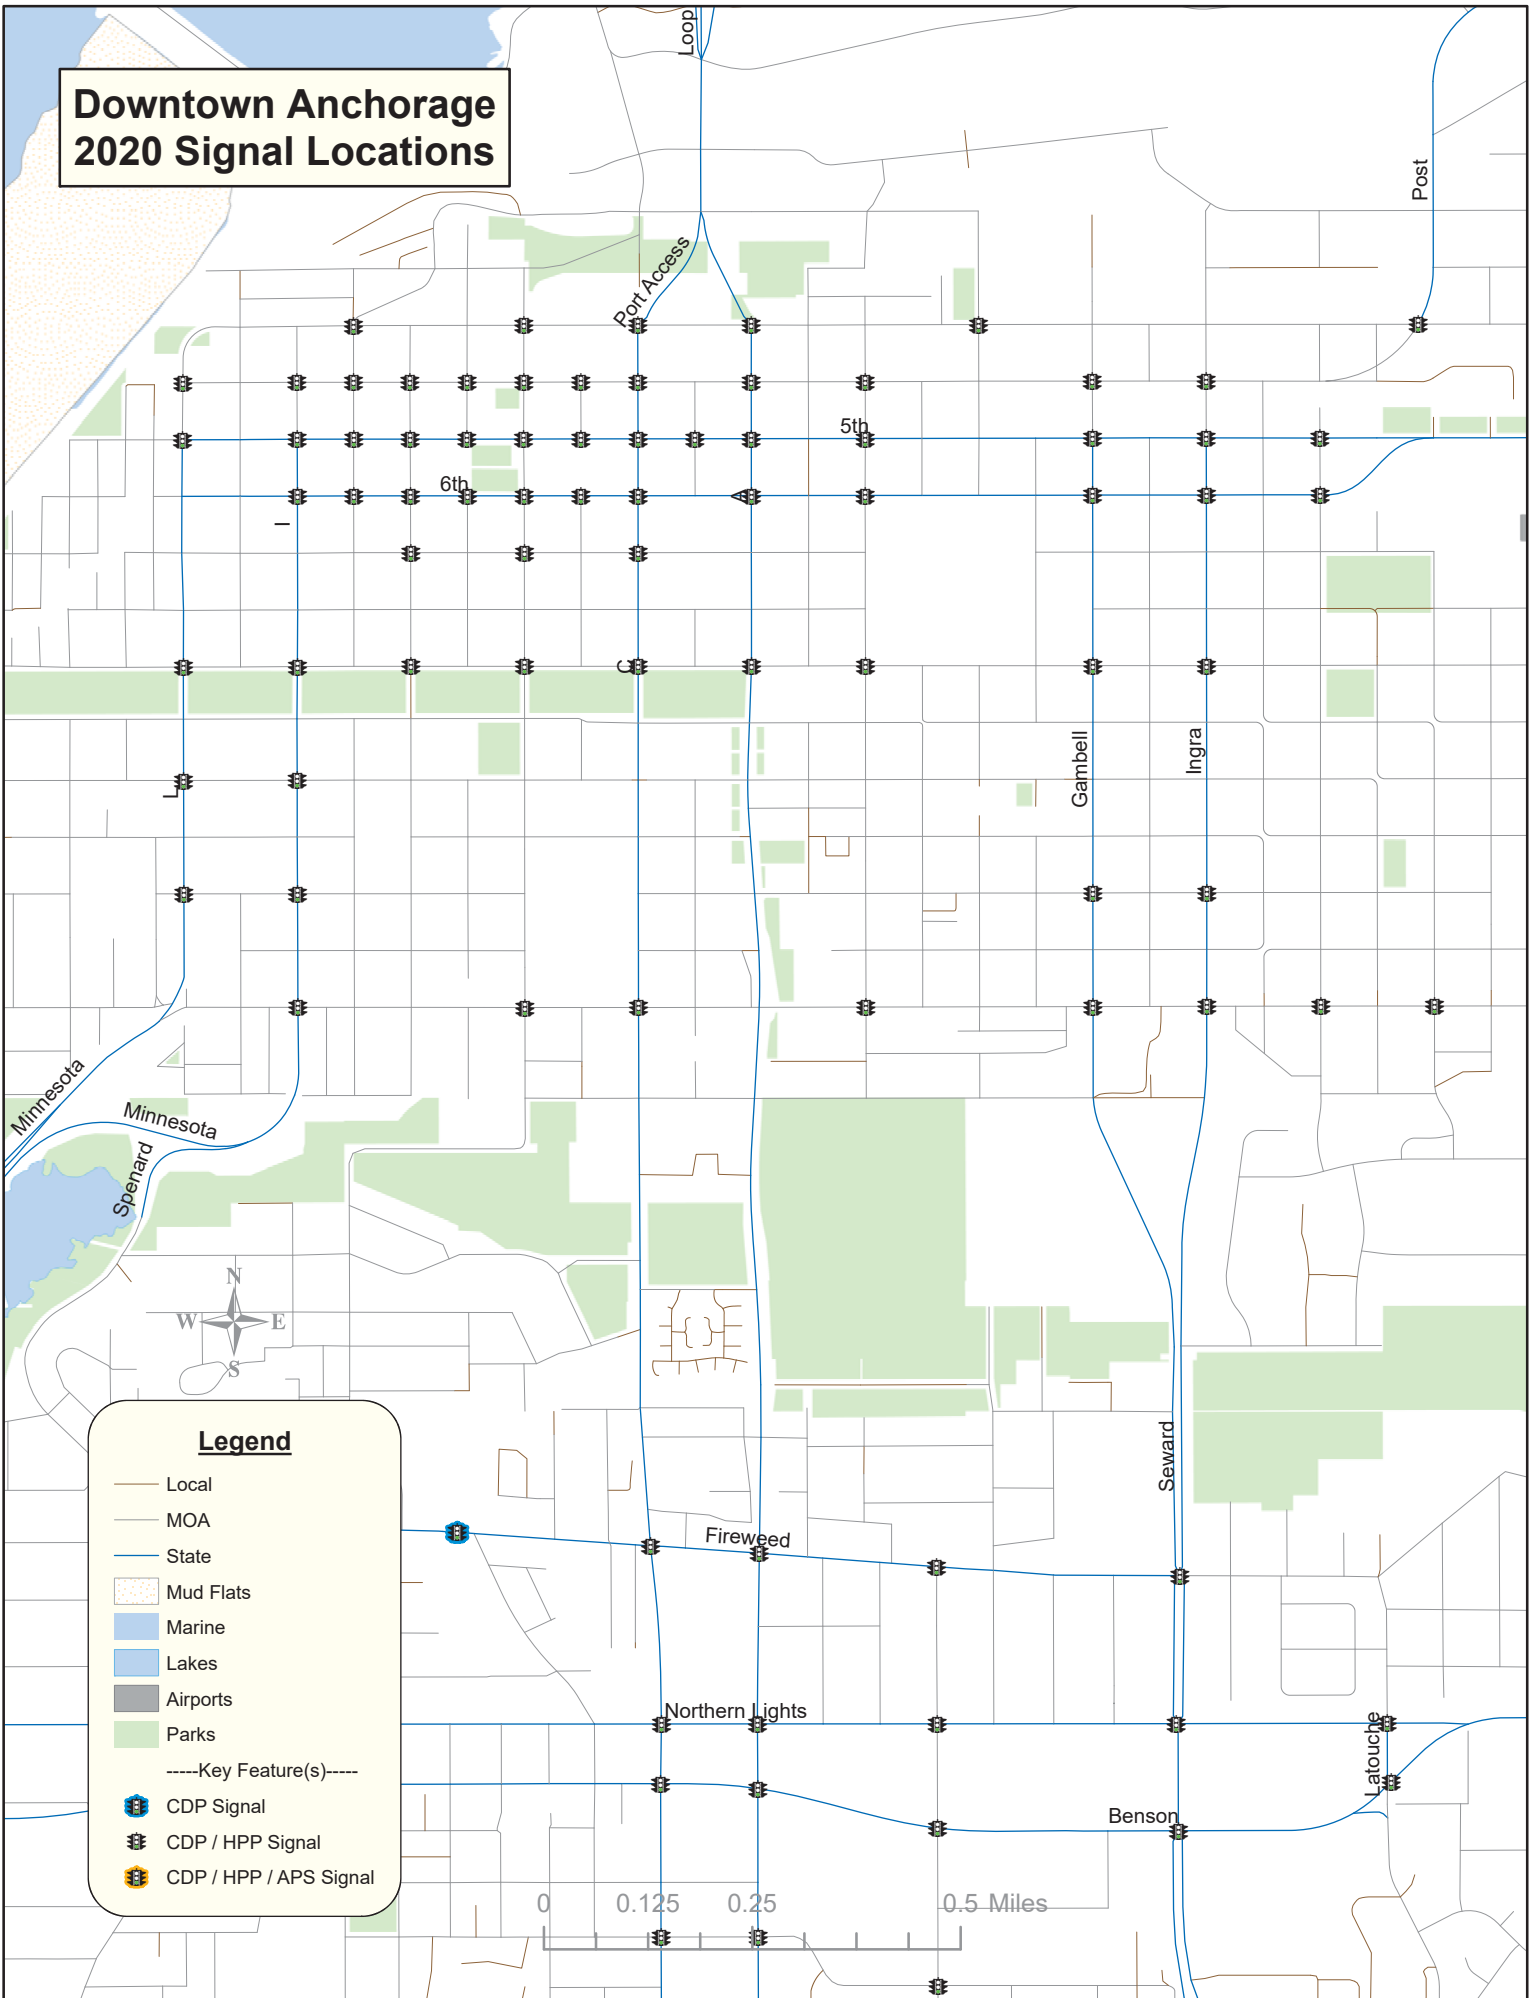 Loop
Downtown Anchorage
2020 Signal Locations
Post
Port Access
5th
6th
A
I
C
L
Gambell
Ingra
Minnesota
Minnesota
Spenard
N
W
E
S
Seward
Fireweed
Northern Lights
Latouche
Benson
Legend
Local
MOA
State
Mud Flats
Marine
Lakes
Airports
Parks
-----Key Feature(s)-----
CDP Signal
CDP / HPP Signal
CDP / HPP / APS Signal
0 0.125 0.25 0.5 Miles